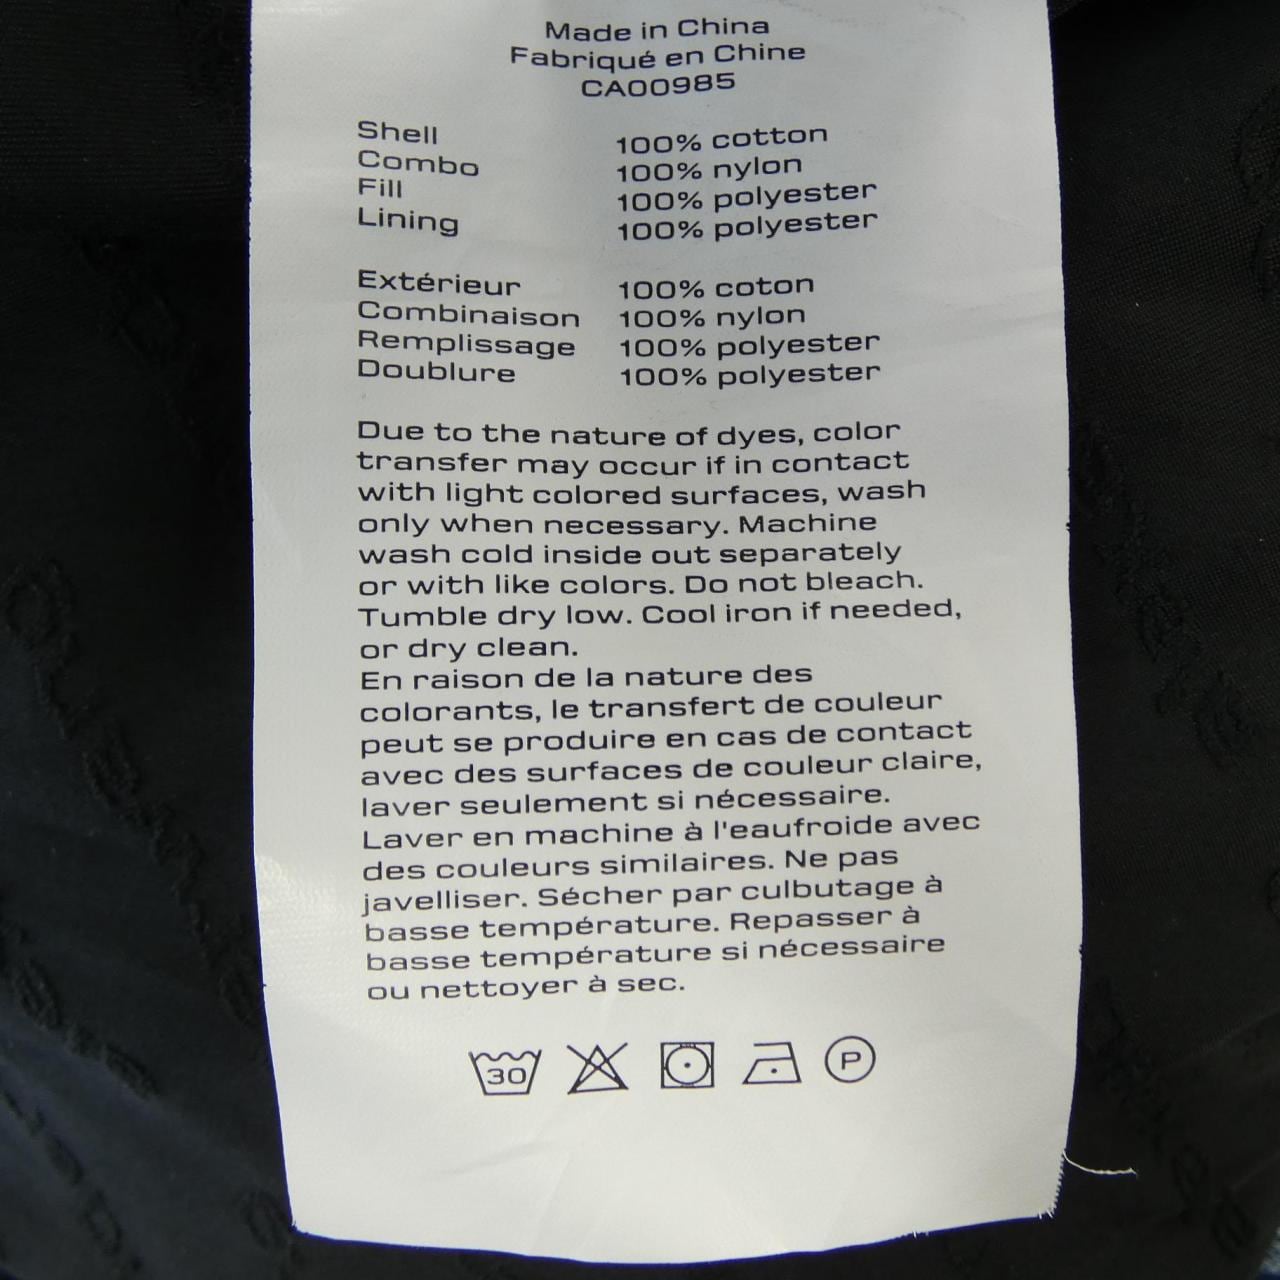 Made in China
Fabriqué en Chine
CA00985
Shell 100% cotton
Combo 100% nylon
Fill 100% polyester
Lining 100% polyester
Extérieur 100% coton
Combinaison 100% nylon
Remplissage 100% polyester
Doublure 100% polyester
Due to the nature of dyes, color
transfer may occur if in contact
with light colored surfaces, wash
only when necessary. Machine
wash cold inside out separately
or with like colors. Do not bleach.
Tumble dry low. Cool iron if needed,
or dry clean.
En raison de la nature des
colorants, le transfert de couleur
peut se produire en cas de contact
avec des surfaces de couleur claire,
laver seulement si nécessaire.
Laver en machine à l'eaufroide avec
des couleurs similaires. Ne pas
javelliser. Sécher par culbutage à
basse température. Repasser à
basse température si nécessaire
ou nettoyer à sec.
30 P